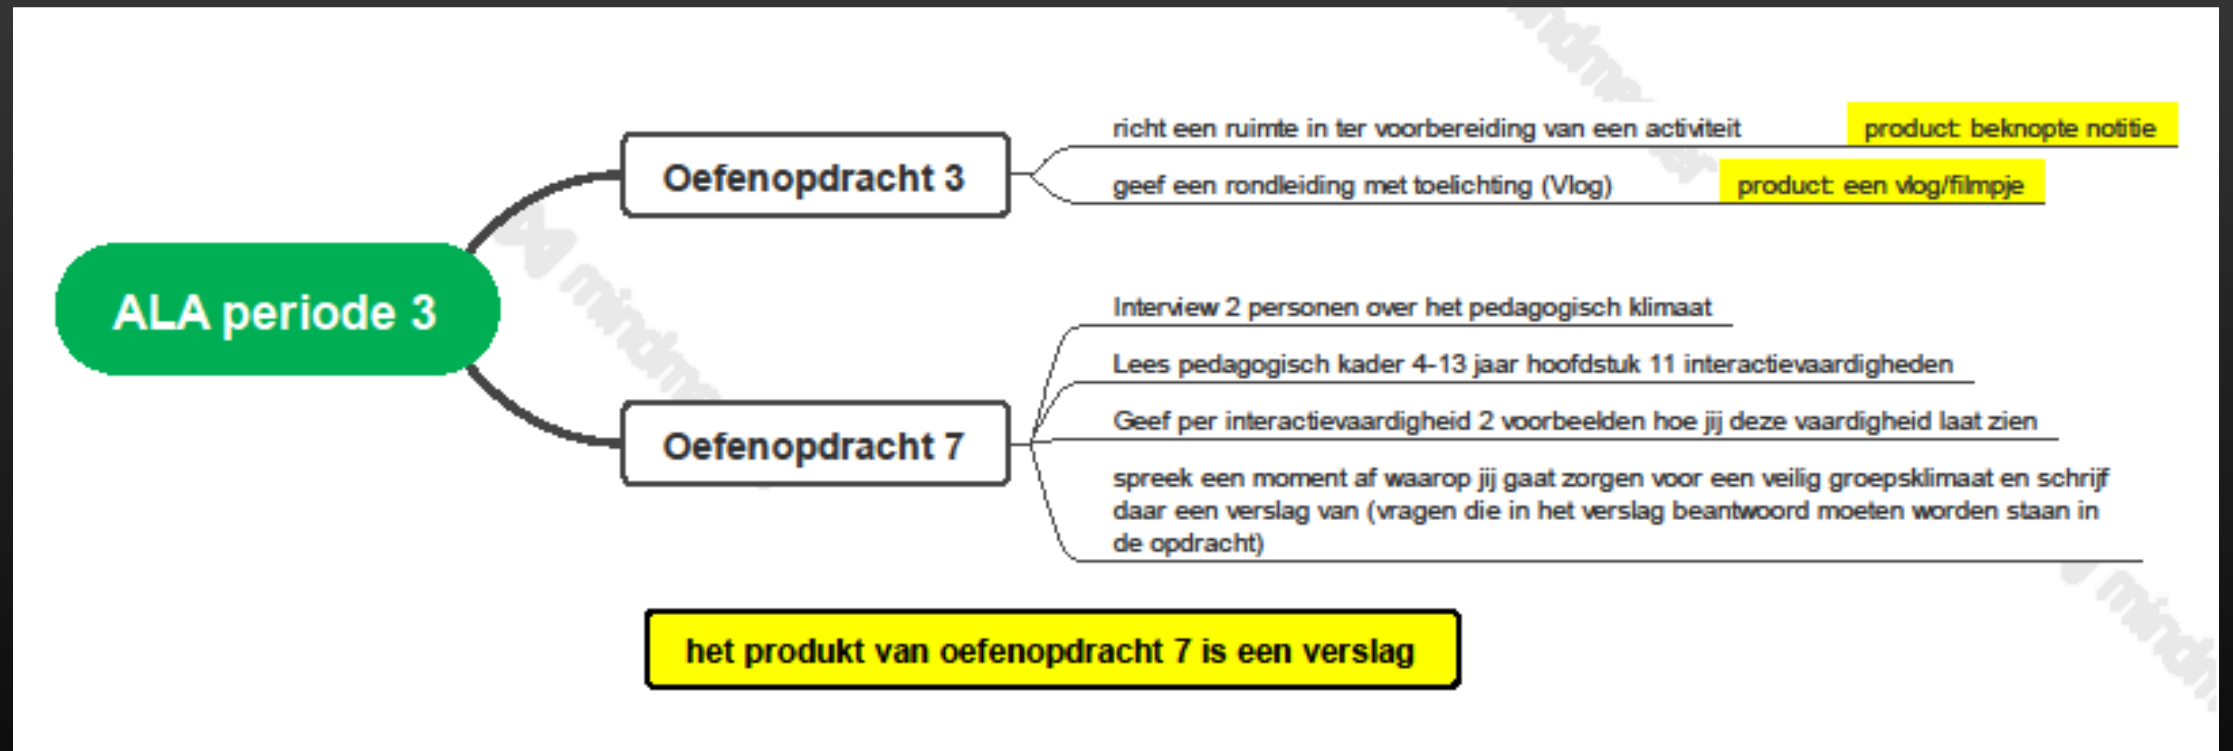 ALA periode 3
Oefenopdracht 3
richt een ruimte in ter voorbereiding van een activiteit product: beknopte notitie
geef een rondleiding met toelichting (Vlog) product: een vlog/filmpje
Oefenopdracht 7
Interview 2 personen over het pedagogisch klimaat
Lees pedagogisch kader 4-13 jaar hoofdstuk 11 interactievaardigheden
Geef per interactievaardigheid 2 voorbeelden hoe jij deze vaardigheid laat zien
spreek een moment af waarop jij gaat zorgen voor een veilig groepsklimaat en schrijf
daar een verslag van (vragen die in het verslag beantwoord moeten worden staan in
de opdracht)
het produkt van oefenopdracht 7 is een verslag